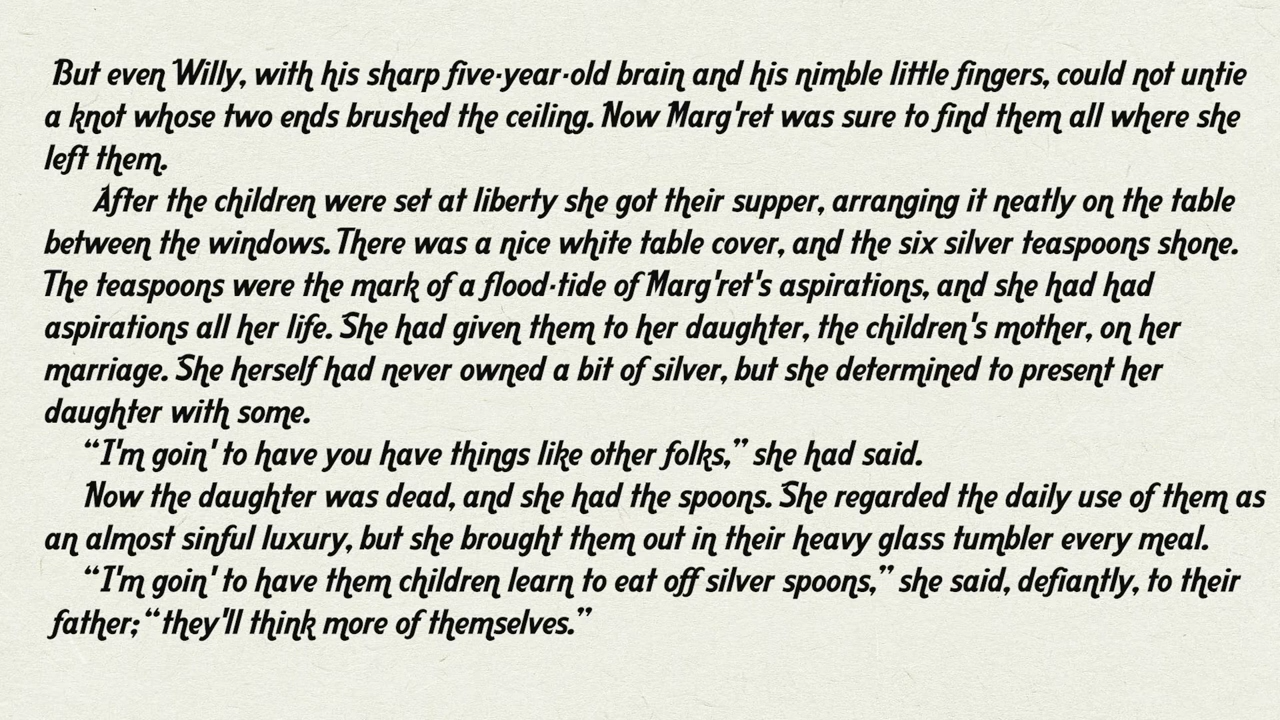 But even Willy, with his sharp five-year-old brain and his nimble little fingers, could not untie
a knot whose two ends brushed the ceiling. Now Marg'ret was sure to find them all where she
left them.
After the children were set at liberty she got their supper, arranging it neatly on the table
between the windows. There was a nice white table cover, and the six silver teaspoons shone.
The teaspoons were the mark of a flood-tide of Marg'ret's aspirations, and she had had
aspirations all her life. She had given them to her daughter, the children's mother, on her
marriage. She herself had never owned a bit of silver, but she determined to present her
daughter with some.
“I'm goin' to have you have things like other folks,” she had said.
Now the daughter was dead, and she had the spoons. She regarded the daily use of them as
an almost sinful luxury, but she brought them out in their heavy glass tumbler every meal.
“I'm goin' to have them children learn to eat off silver spoons,” she said, defiantly, to their
father; “they'll think more of themselves.”